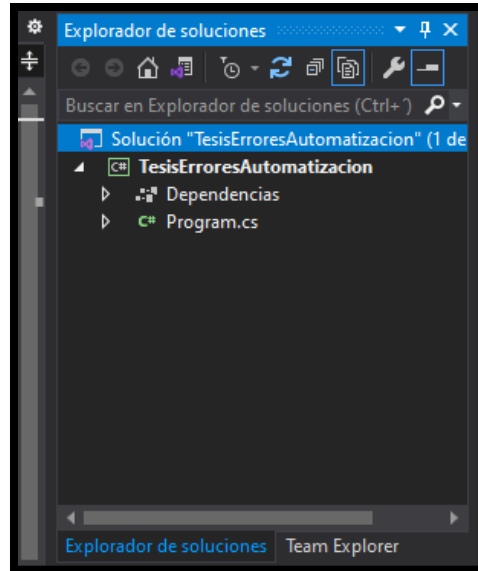 Explorador de soluciones
Buscar en Explorador de soluciones (Ctrl+´)
Solución "TesisErroresAutomatizacion" (1 de
C# TesisErroresAutomatizacion
Dependencias
C# Program.cs
Explorador de soluciones Team Explorer